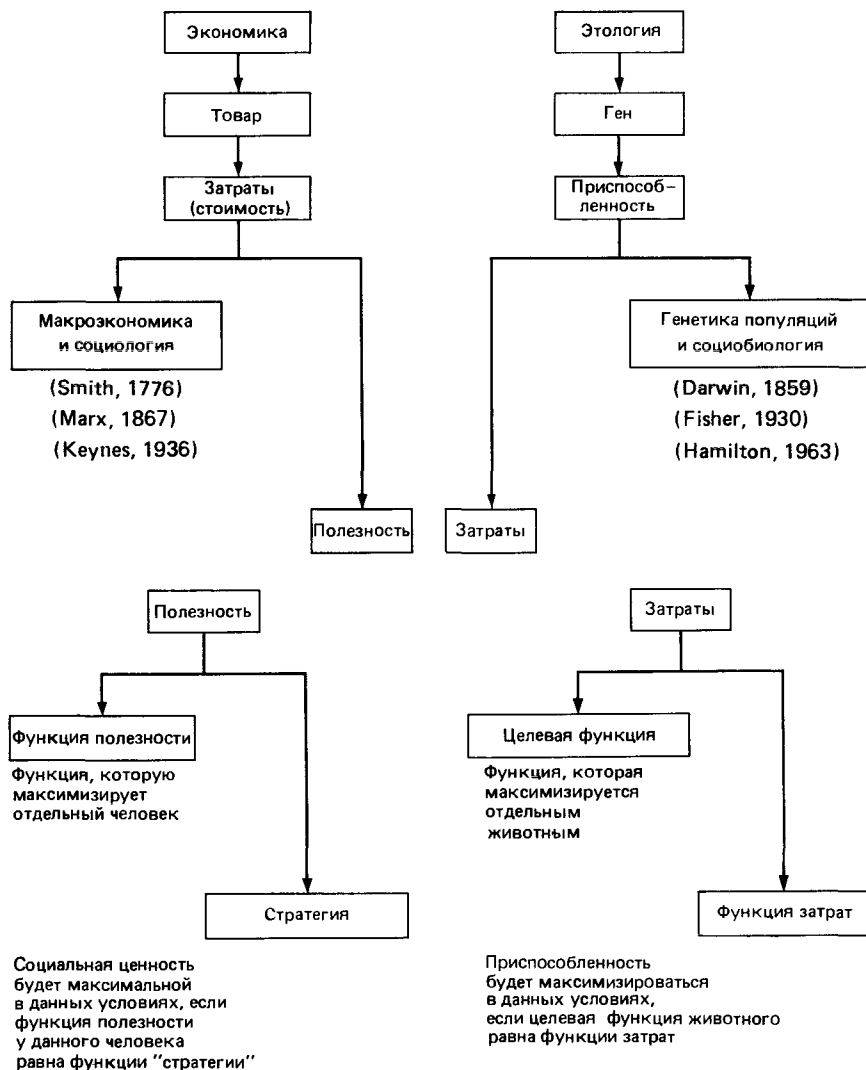 Экономика
Этология
Товар
Ген
Затраты
(стоимость)
Приспособ-
ленность
Макроэкономика
и социология
Генетика популяций
и социобиология
(Smith, 1776)
(Marx, 1867)
(Keynes, 1936)
(Darwin, 1859)
(Fisher, 1930)
(Hamilton, 1963)
Полезность
Затраты
Полезность
Затраты
Функция полезности
Функция, которую
максимизирует
отдельный человек
Целевая функция
Функция, которая
максимизируется
отдельным
животным
Стратегия
Функция затрат
Социальная ценность
будет максимальной
в данных условиях, если
функция полезности
у данного человека
равна функции "стратегии"
Приспособленность
будет максимизироваться
в данных условиях,
если целевая функция животного
равна функции затрат